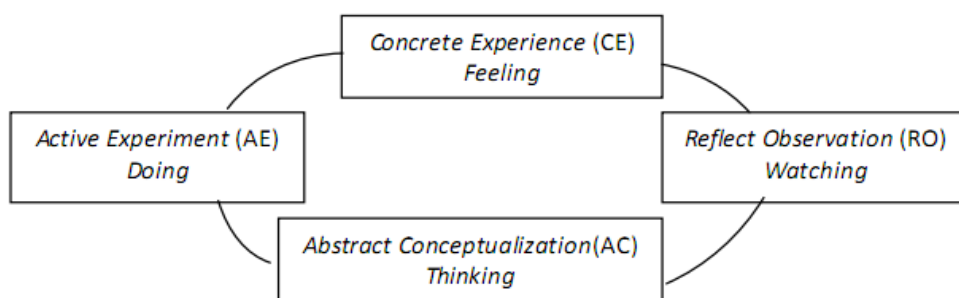 Concrete Experience (CE)
Feeling
Active Experiment (AE)
Doing
Reflect Observation (RO)
Watching
Abstract Conceptualization(AC)
Thinking